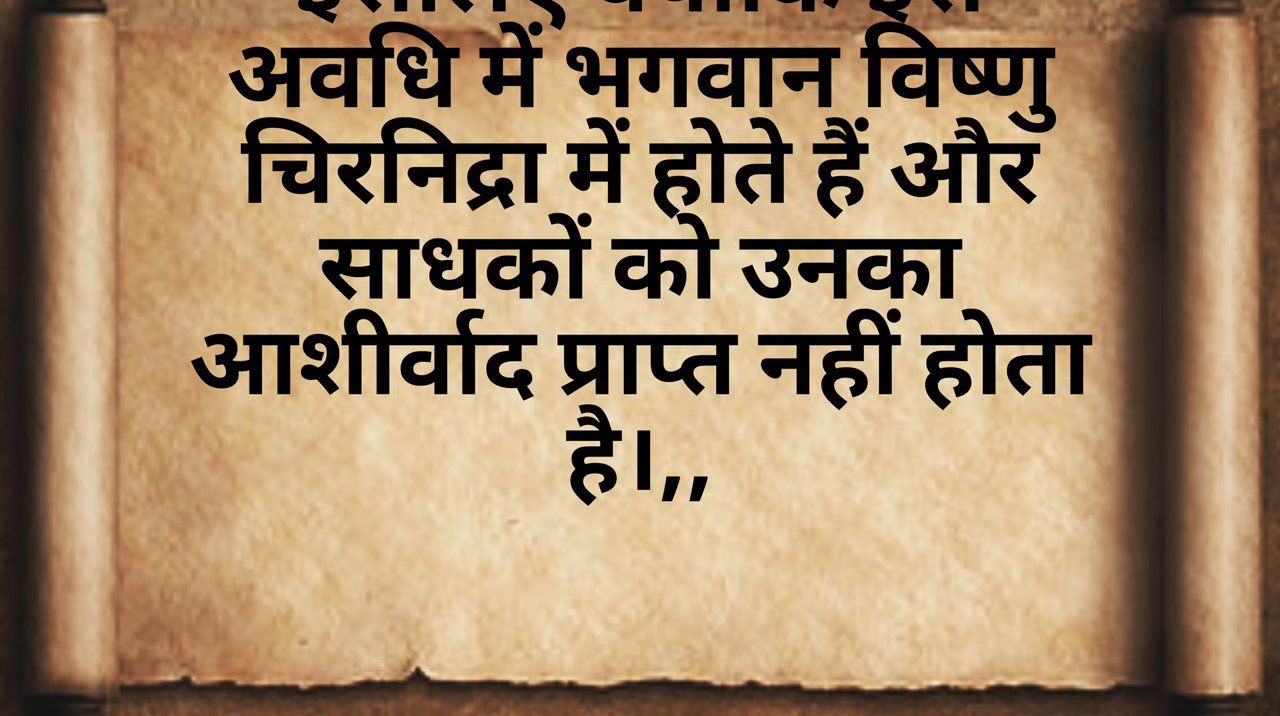 अवधि में भगवान विष्णु
चिरनिद्रा में होते हैं और
साधकों को उनका
आशीर्वाद प्राप्त नहीं होता
है।,,